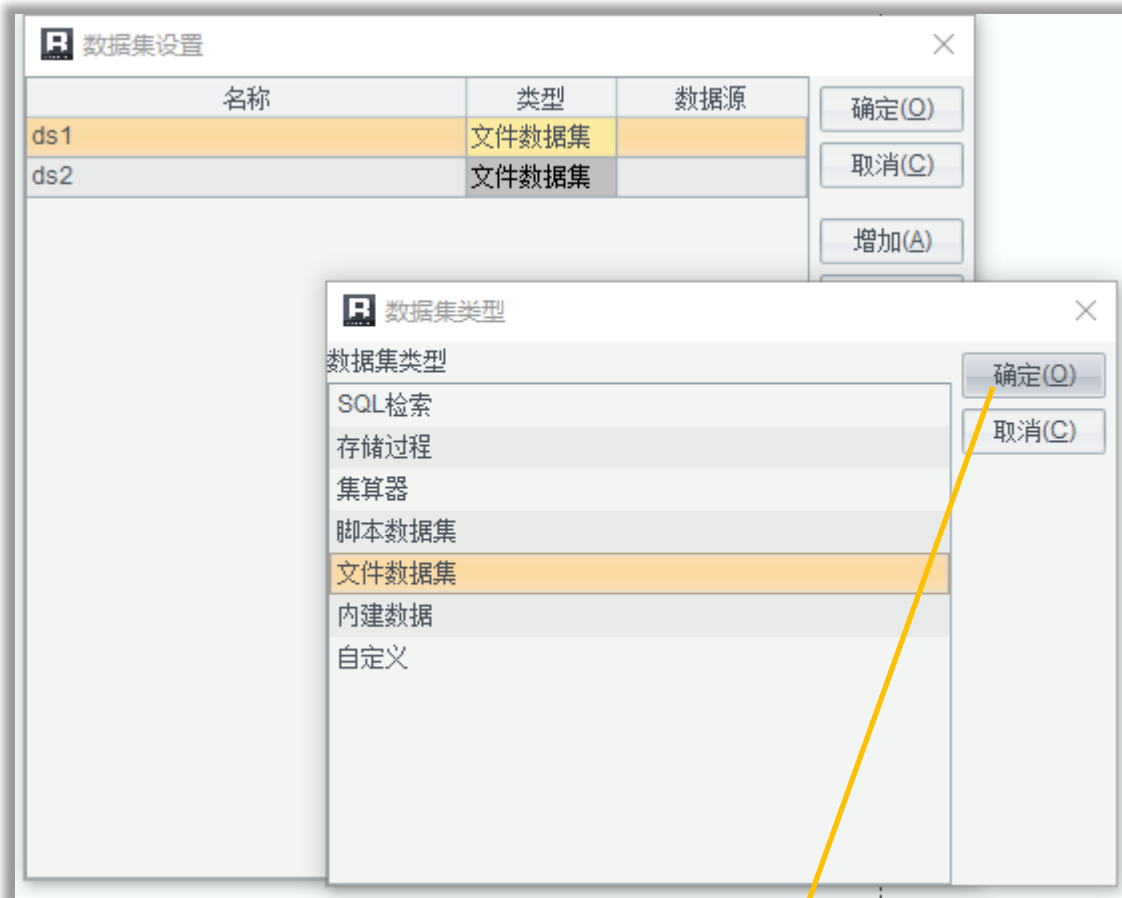 数据集设置
名称 类型 数据源
确定(O)
ds1 文件数据集
取消(C)
ds2 文件数据集
增加(A)
数据集类型
数据集类型
确定(O)
SQL检索
取消(C)
存储过程
集算器
脚本数据集
文件数据集
内建数据
自定义